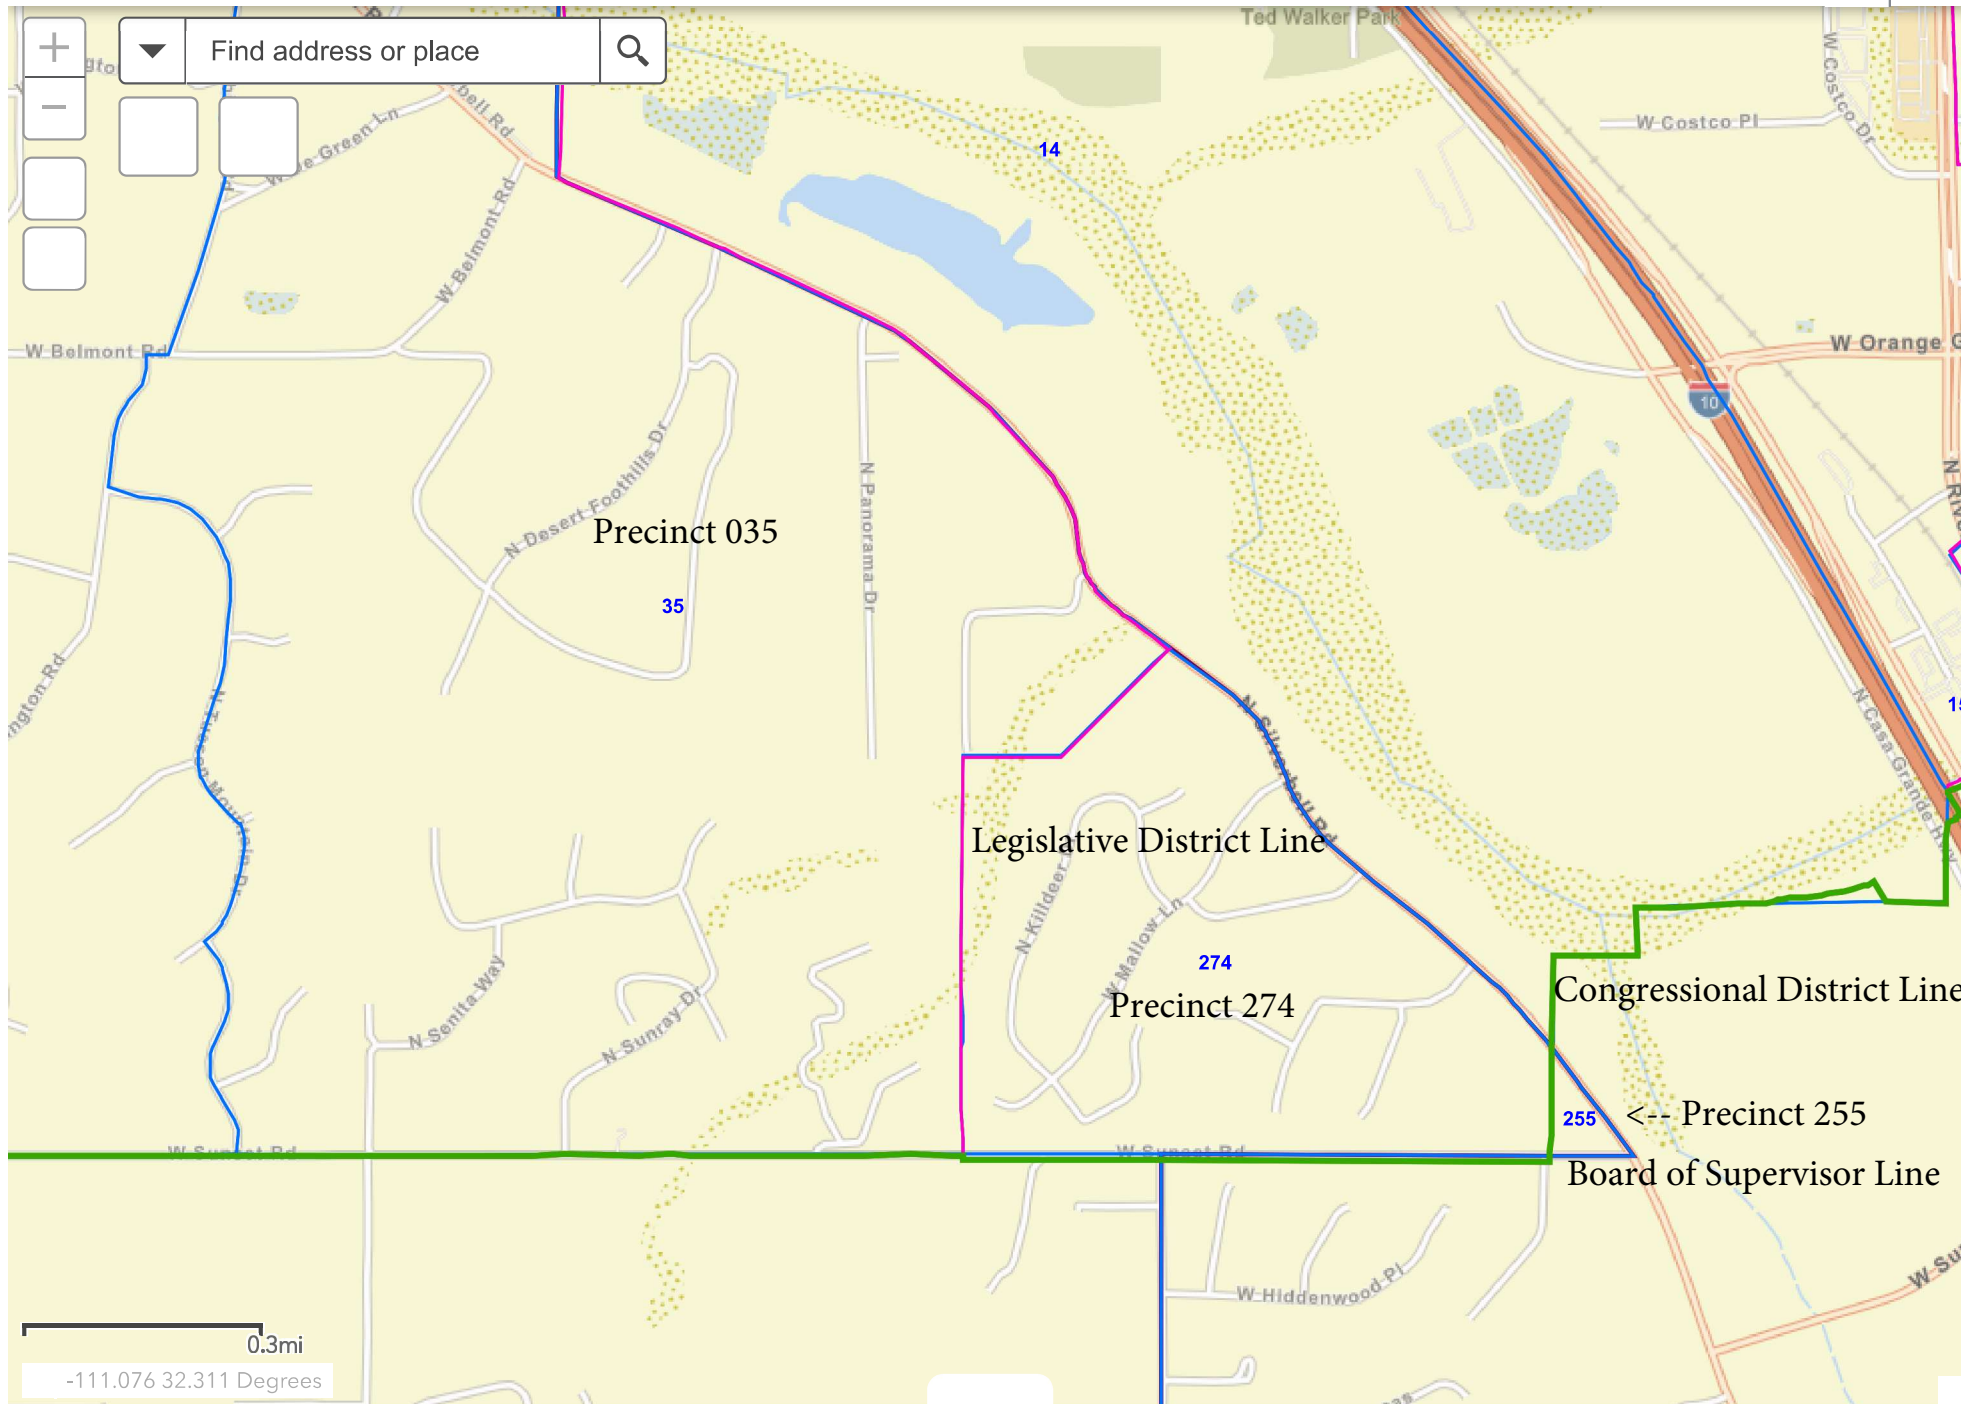 Ted Walker Park
Find address or place
bell Rd
W Costco Pl
W Costco Dr
14
W Belmont Rd
W Belmont Rd
W Orange
10
N Desert Foothills Dr
N Panorama Dr
Precinct 035
35
N Silverbell Rd
N Casa Grande Hwy
Legislative District Line
N Killdeer
W Mallow Ln
274
Precinct 274
Congressional District Line
N Senita Way
N Sunray Dr
255
<-- Precinct 255
W Sunset Rd
W Sunset Rd
Board of Supervisor Line
W Hiddenwood Pl
0.3mi
-111.076 32.311 Degrees